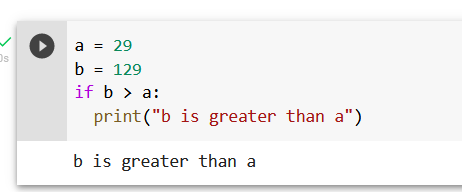 a = 29
b = 129
if b > a:
  print("b is greater than a")
b is greater than a